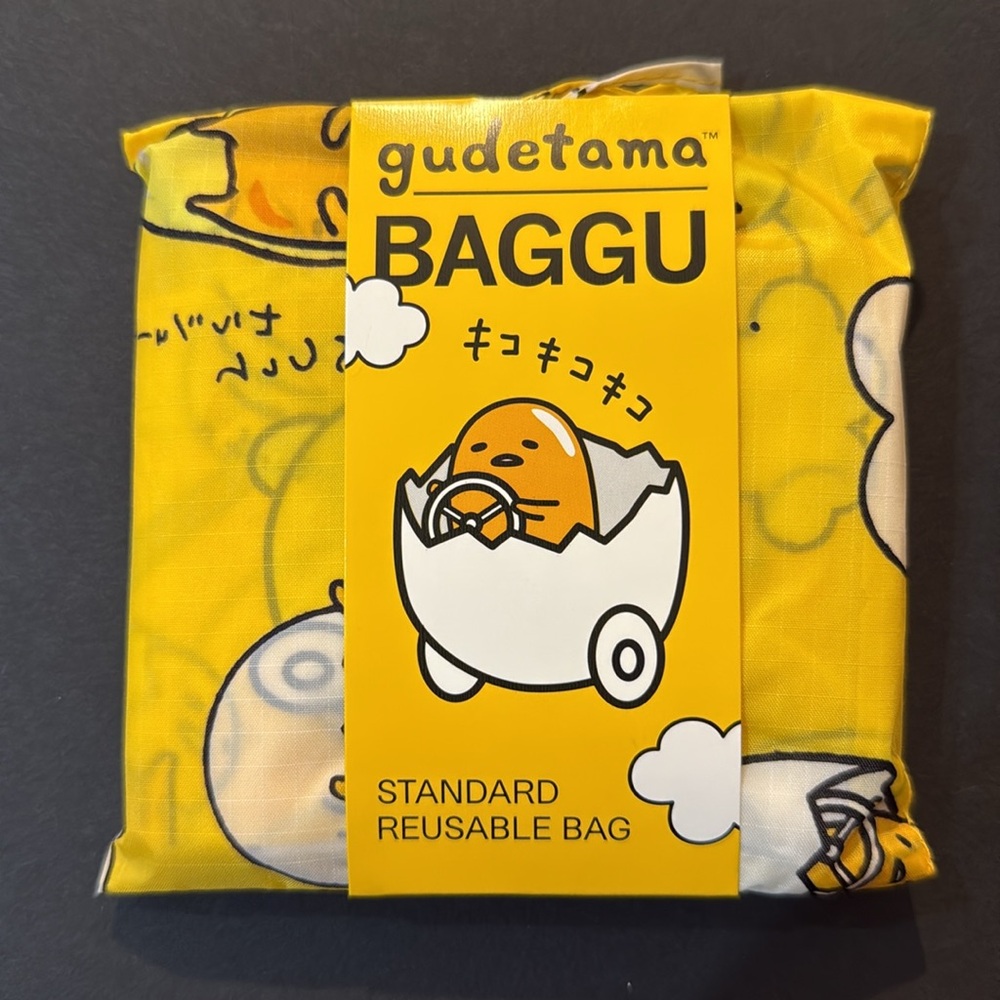 gudetama™
BAGGU
キコキコキコ
STANDARD
REUSABLE BAG